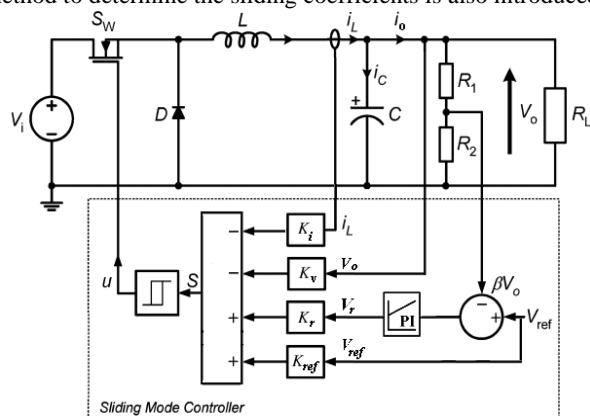 method to determine the sliding coefficients is also introduced
S_W
L
i_L
i_o
i_C
R_1
V_i
D
+
C
R_2
V_o
R_L
K_i
i_L
u
S
K_v
V_o
βV_o
K_r
V_r
PI
V_ref
K_ref
V_ref
Sliding Mode Controller